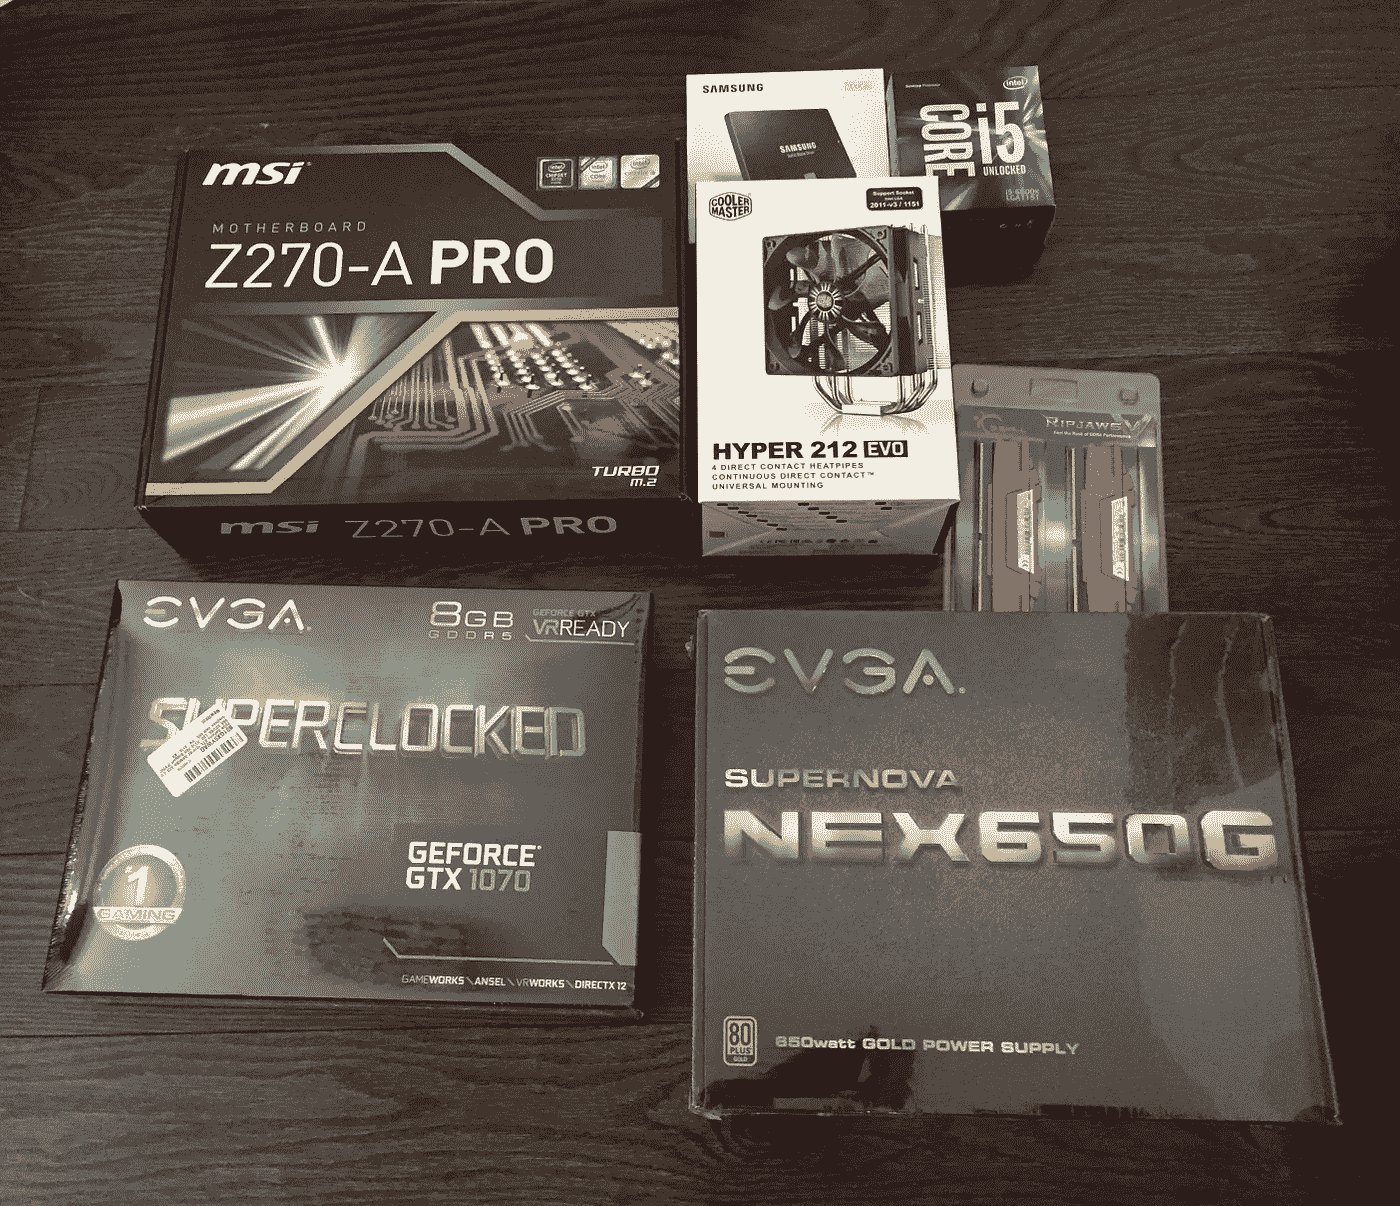 msi
MOTHERBOARD
Z270-A PRO
TURBO
M.2
msi Z270-A PRO
SAMSUNG
SAMSUNG
intel
CORE i5
UNLOCKED
LGA1151
COOLER
MASTER
Support Socket
2011-v3 / 1151
HYPER 212 EVO
4 DIRECT CONTACT HEATPIPES
CONTINUOUS DIRECT CONTACT™
UNIVERSAL MOUNTING
RIPJAWS V
EVGA.
8GB
GDDR5
GEFORCE GTX
VRREADY
SUPERCLOCKED
GEFORCE®
GTX 1070
1
GAMING
GAMEWORKS \ ANSEL \ VRWORKS \ DIRECTX 12
EVGA.
SUPERNOVA
NEX650G
80
PLUS
GOLD
650watt GOLD POWER SUPPLY